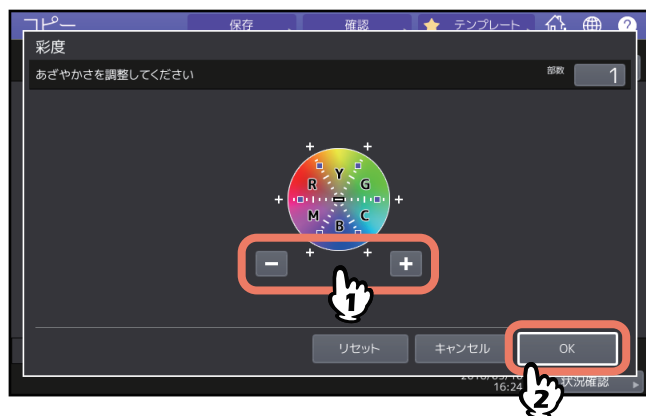 コピー 保存 確認 テンプレート ?
彩度
あざやかさを調整してください 部数 1
+ +
Y
R G
+ +
M C
B
+ +
− +
1
リセット キャンセル OK
16:24 状況確認
2